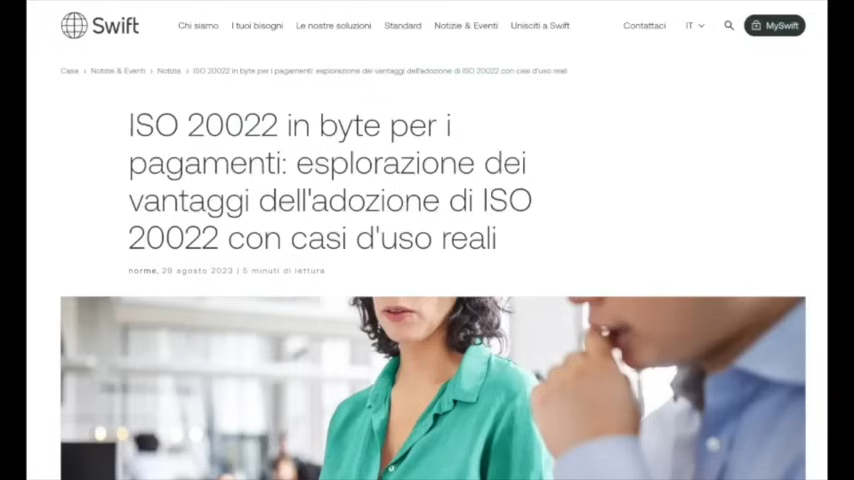 Swift
Chi siamo
I tuoi bisogni
Le nostre soluzioni
Standard
Notizie & Eventi
Unisciti a Swift
Contattaci
IT
MySwift
Casa › Notizie & Eventi › Notizie › ISO 20022 in byte per i pagamenti: esplorazione dei vantaggi dell'adozione di ISO 20022 con casi d'uso reali
ISO 20022 in byte per i
pagamenti: esplorazione dei
vantaggi dell'adozione di ISO
20022 con casi d'uso reali
norme, 29 agosto 2023 | 5 minuti di lettura